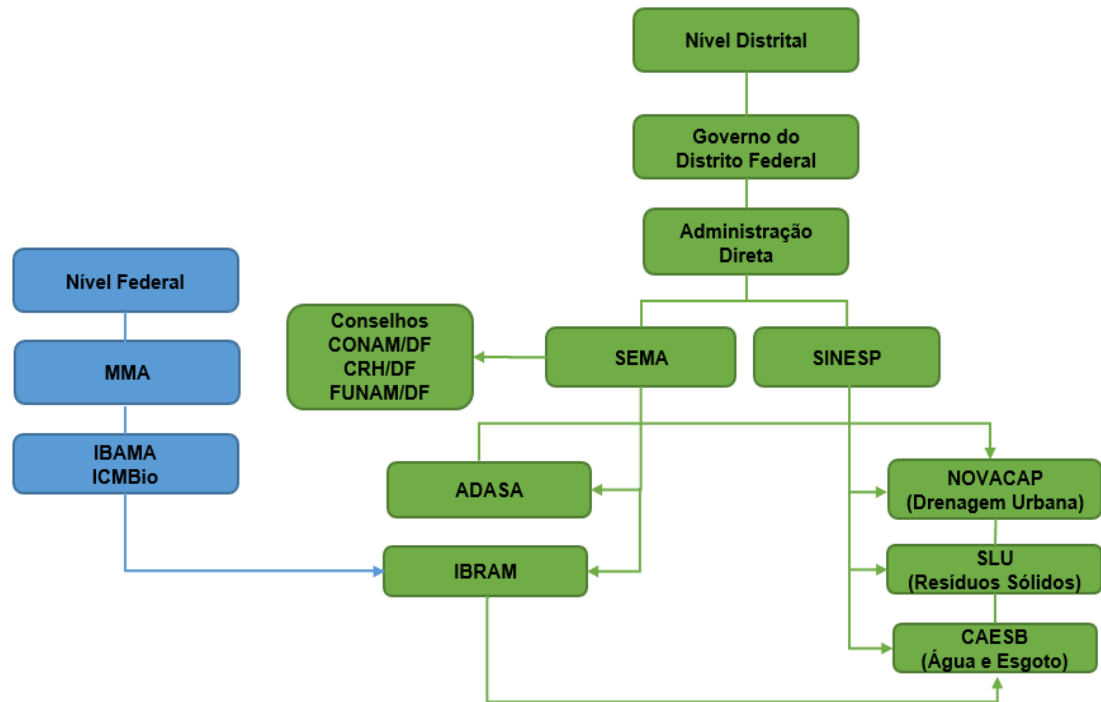 Nível Distrital
Governo do
Distrito Federal
Administração
Direta
Nível Federal
MMA
IBAMA
ICMBio
Conselhos
CONAM/DF
CRH/DF
FUNAM/DF
SEMA
SINESP
ADASA
IBRAM
NOVACAP
(Drenagem Urbana)
SLU
(Resíduos Sólidos)
CAESB
(Água e Esgoto)